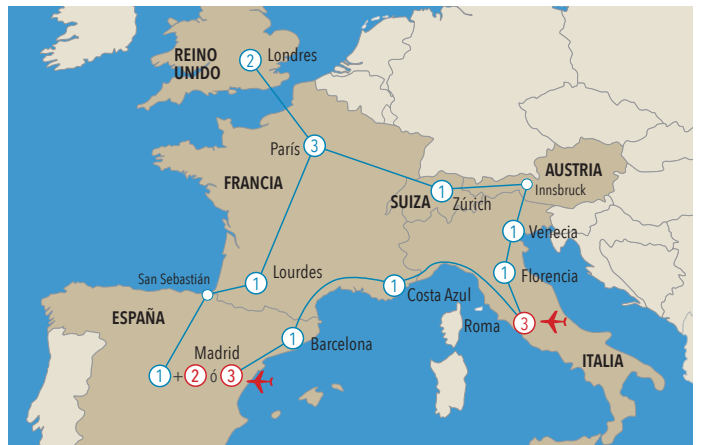 REINO
UNIDO
2 Londres
París 3
FRANCIA
AUSTRIA
Innsbruck
SUIZA 1 Zúrich
1 Venecia
1 Florencia
Lourdes
1
San Sebastián
1
Costa Azul
Roma 3
ITALIA
ESPAÑA
1 Barcelona
Madrid
1 + 2 ó 3